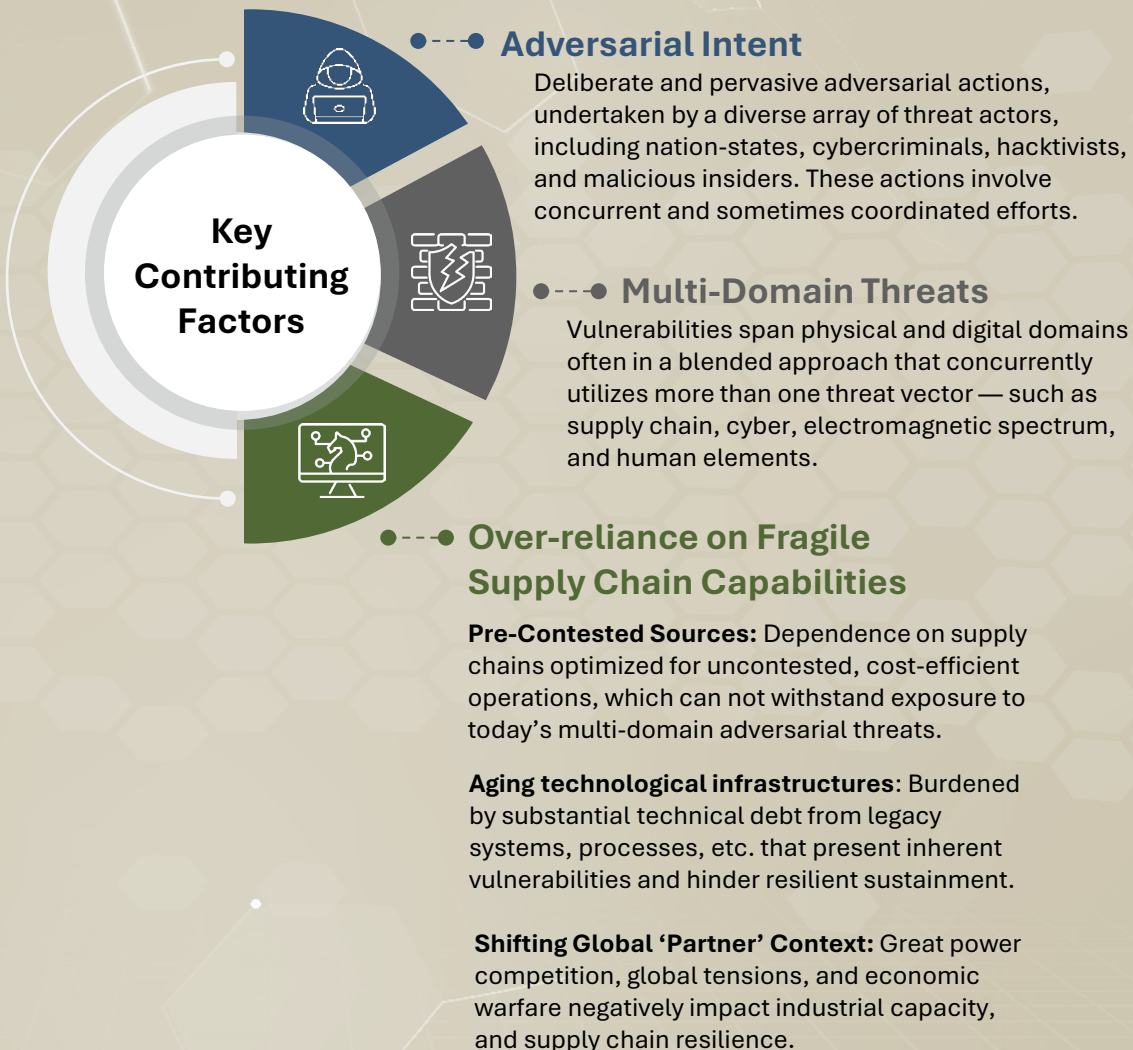 Key
Contributing
Factors
Adversarial Intent
Deliberate and pervasive adversarial actions,
undertaken by a diverse array of threat actors,
including nation-states, cybercriminals, hacktivists,
and malicious insiders. These actions involve
concurrent and sometimes coordinated efforts.
Multi-Domain Threats
Vulnerabilities span physical and digital domains
often in a blended approach that concurrently
utilizes more than one threat vector — such as
supply chain, cyber, electromagnetic spectrum,
and human elements.
Over-reliance on Fragile
Supply Chain Capabilities
Pre-Contested Sources: Dependence on supply
chains optimized for uncontested, cost-efficient
operations, which can not withstand exposure to
today’s multi-domain adversarial threats.
Aging technological infrastructures: Burdened
by substantial technical debt from legacy
systems, processes, etc. that present inherent
vulnerabilities and hinder resilient sustainment.
Shifting Global ‘Partner’ Context: Great power
competition, global tensions, and economic
warfare negatively impact industrial capacity,
and supply chain resilience.